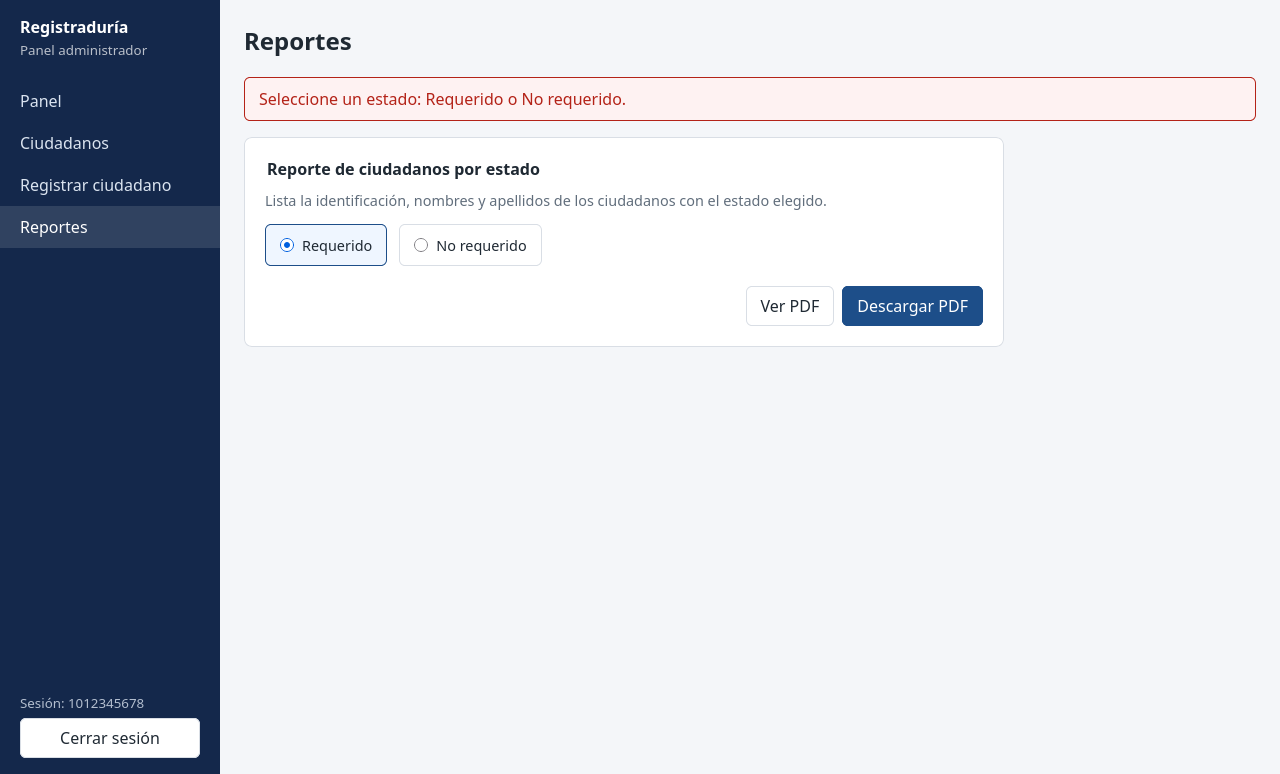 Registraduría
Panel administrador
Panel
Ciudadanos
Registrar ciudadano
Reportes
Sesión: 1012345678
Cerrar sesión
Reportes
Seleccione un estado: Requerido o No requerido.
Reporte de ciudadanos por estado
Lista la identificación, nombres y apellidos de los ciudadanos con el estado elegido.
Requerido
No requerido
Ver PDF
Descargar PDF